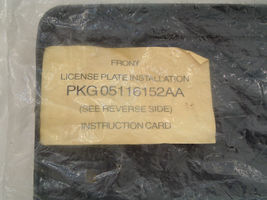 FRONT
LICENSE PLATE INSTALLATION
PKG 05116152AA
(SEE REVERSE SIDE)
INSTRUCTION CARD